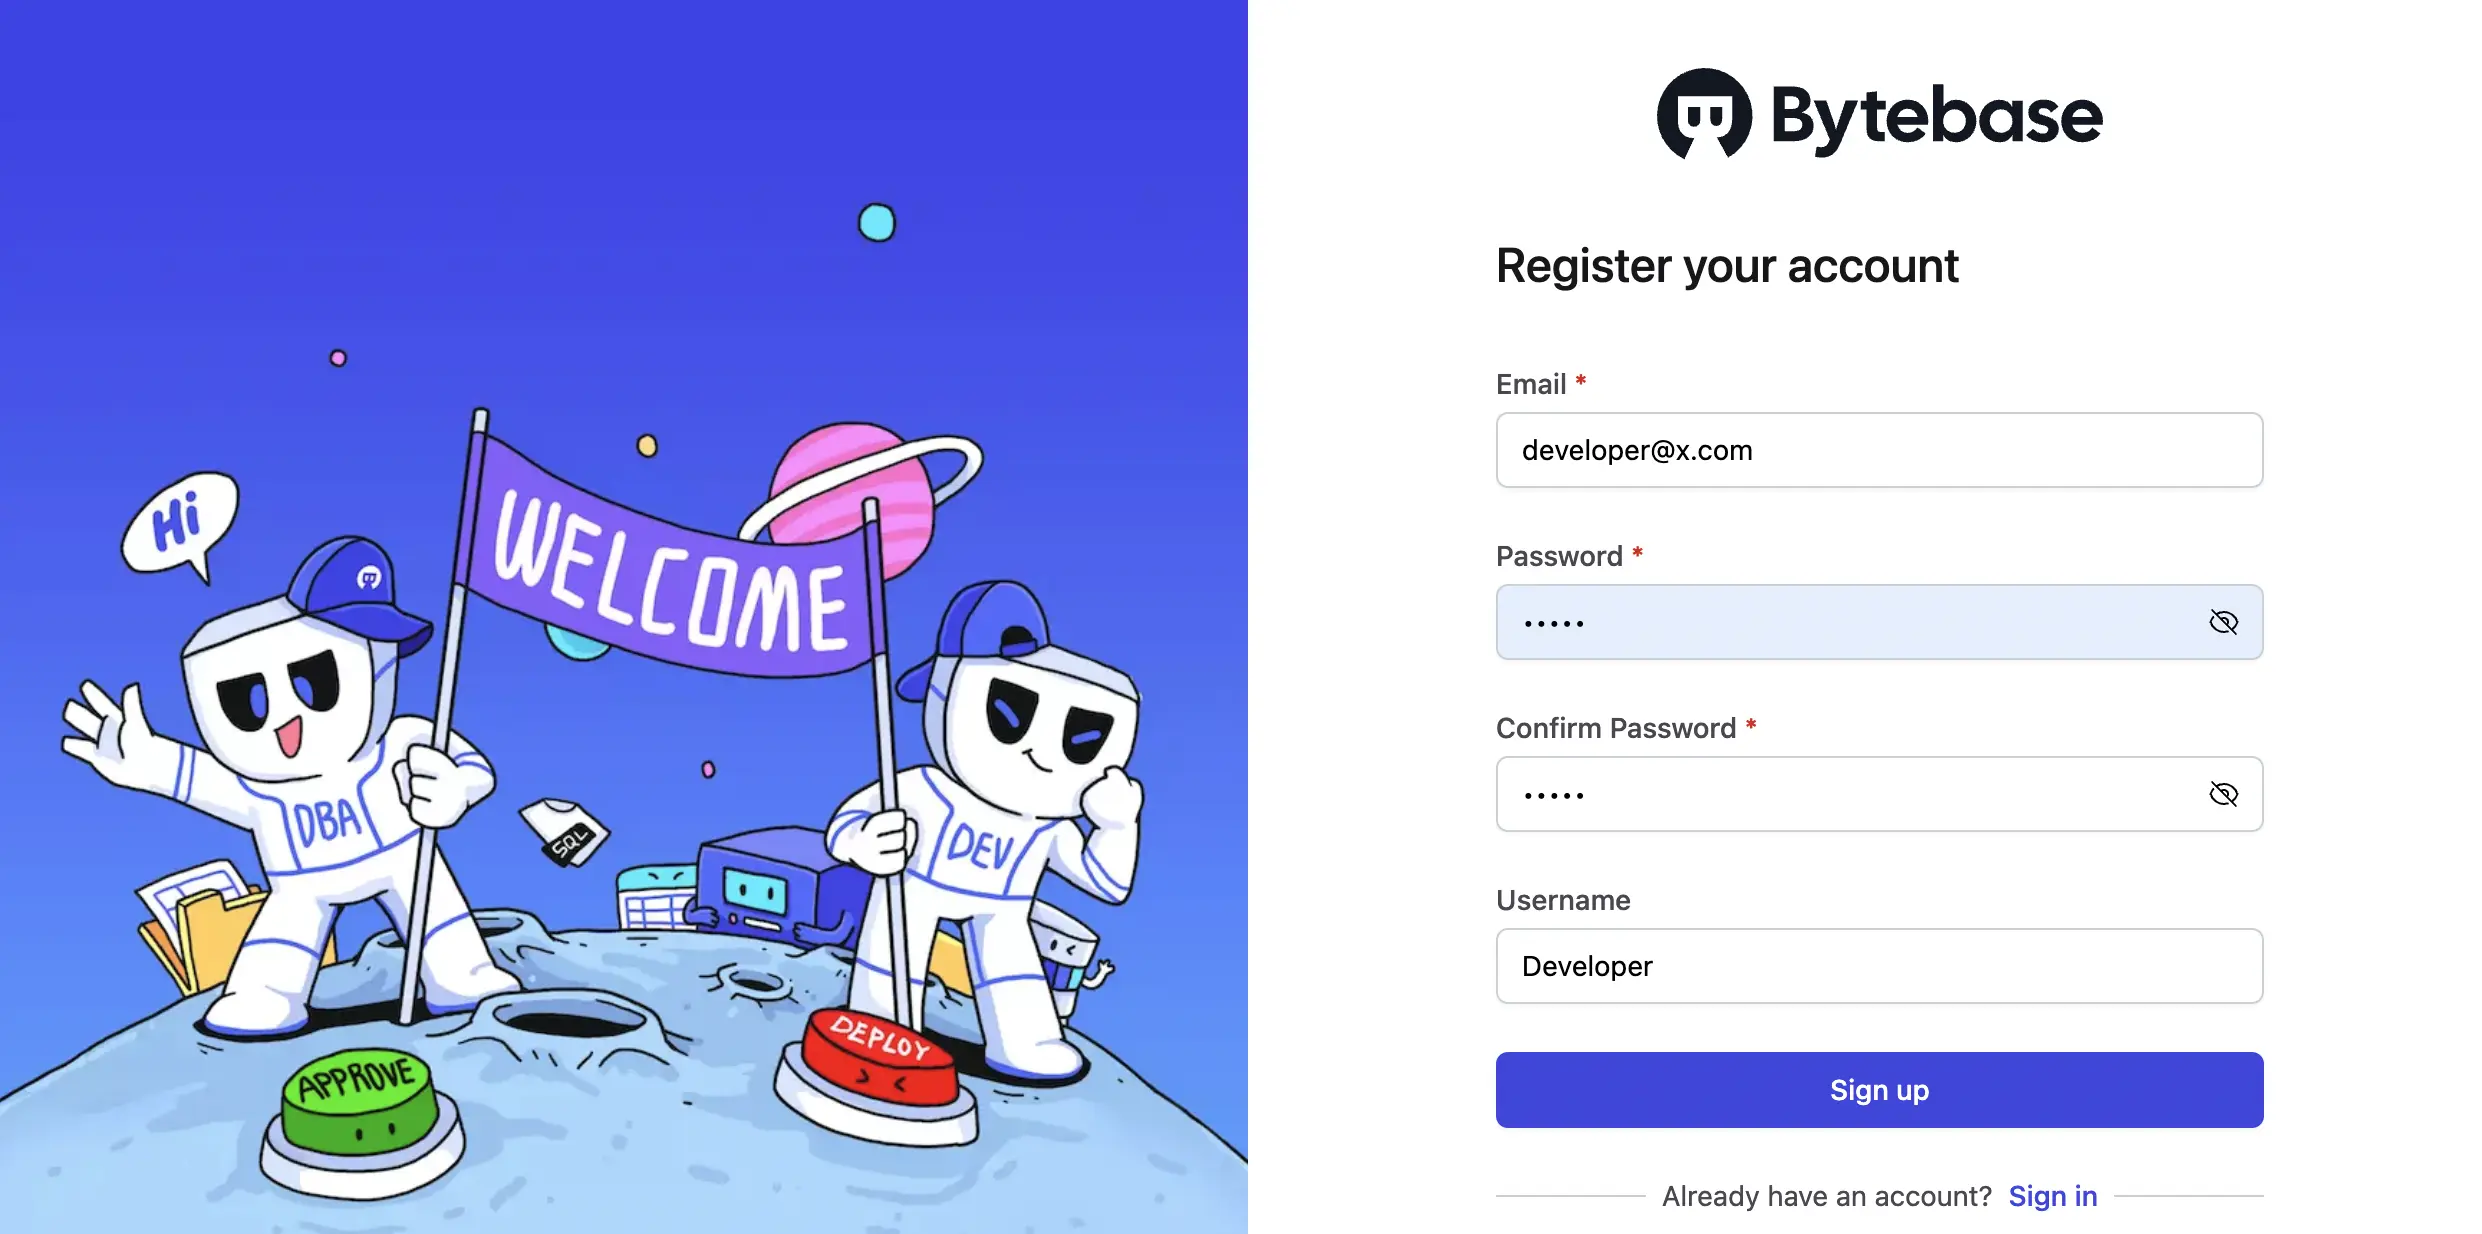 Hi
WELCOME
DBA
SQL
DEV
DEPLOY
APPROVE
Bytebase
Register your account
Email *
developer@x.com
Password *
•••••
Confirm Password *
•••••
Username
Developer
Sign up
Already have an account? Sign in